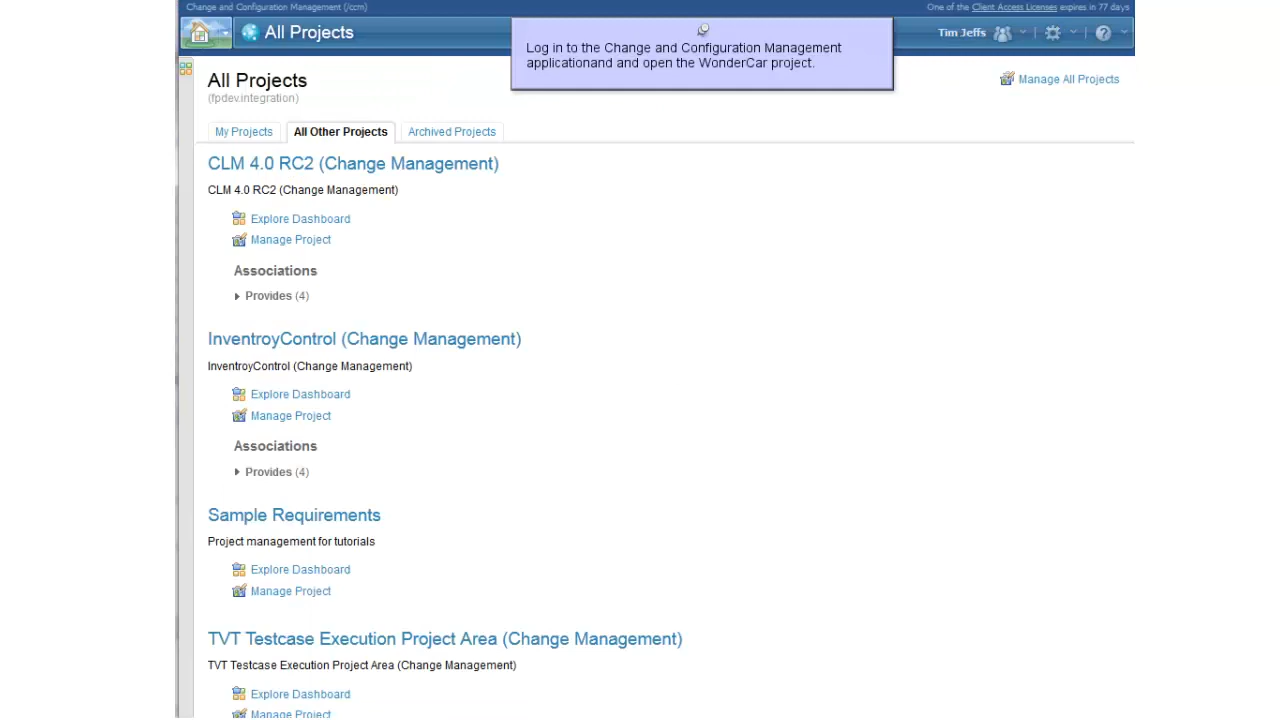 Change and Configuration Management (/ccm)
One of the Client Access Licenses expires in 77 days
All Projects
Tim Jeffs
Log in to the Change and Configuration Management
applicationand and open the WonderCar project.
All Projects
(fpdev.integration)
Manage All Projects
My Projects
All Other Projects
Archived Projects
CLM 4.0 RC2 (Change Management)
CLM 4.0 RC2 (Change Management)
Explore Dashboard
Manage Project
Associations
Provides (4)
InventroyControl (Change Management)
InventroyControl (Change Management)
Explore Dashboard
Manage Project
Associations
Provides (4)
Sample Requirements
Project management for tutorials
Explore Dashboard
Manage Project
TVT Testcase Execution Project Area (Change Management)
TVT Testcase Execution Project Area (Change Management)
Explore Dashboard
Manage Project